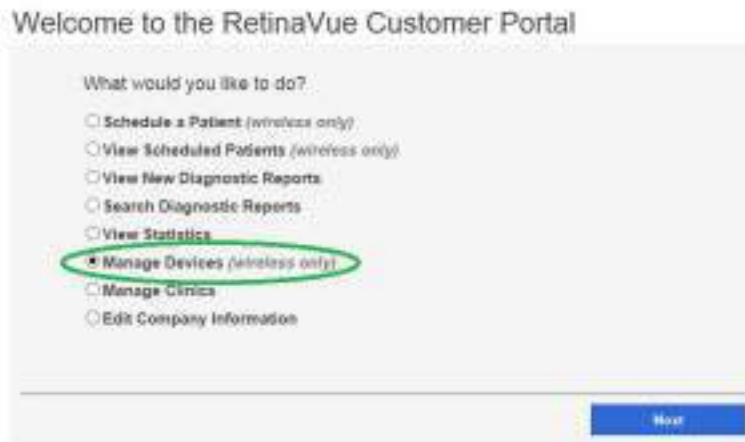 Welcome to the RetinaVue Customer Portal
What would you like to do?
Schedule a Patient (wireless only)
View Scheduled Patients (wireless only)
View New Diagnostic Reports
Search Diagnostic Reports
View Statistics
Manage Devices (wireless only)
Manage Clinics
Edit Company Information
Next